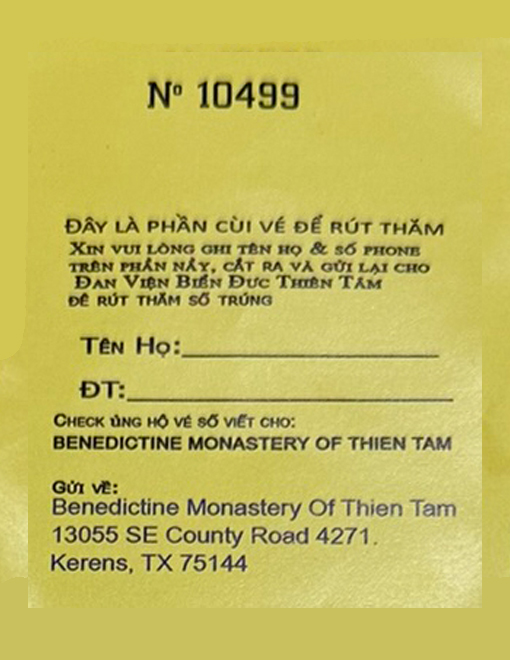 Nº 10499
ĐÂY LÀ PHẦN CÙI VÉ ĐỂ RÚT THĂM
XIN VUI LÒNG GHI TÊN HỌ & SỐ PHONE
TRÊN PHẦN NÀY, CẮT RA VÀ GỬI LẠI CHO
ĐAN VIỆN BIỂN ĐỨC THIÊN TÂM
ĐỂ RÚT THĂM SỐ TRÚNG
TÊN HỌ:
ĐT:
CHECK ỦNG HỘ VÉ SỐ VIẾT CHO:
BENEDICTINE MONASTERY OF THIEN TAM
GỬI VỀ:
Benedictine Monastery Of Thien Tam
13055 SE County Road 4271.
Kerens, TX 75144